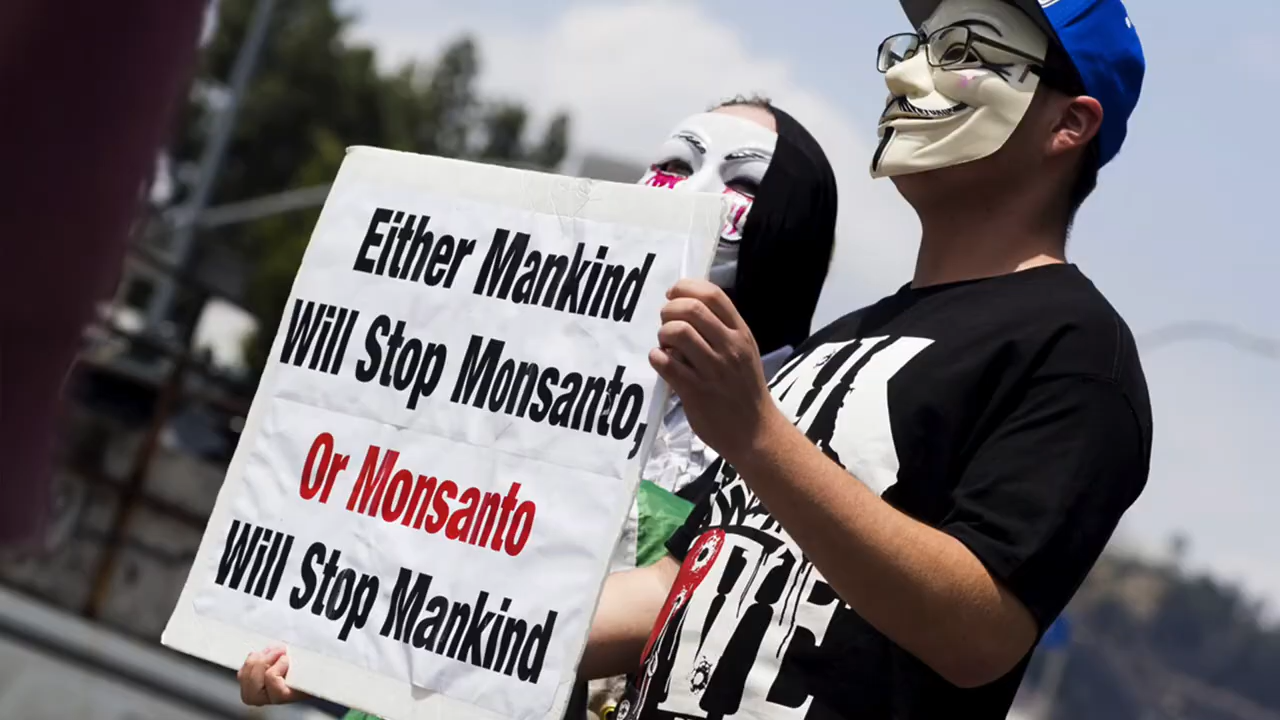 Either Mankind
Will Stop Monsanto,
Or Monsanto
Will Stop Mankind